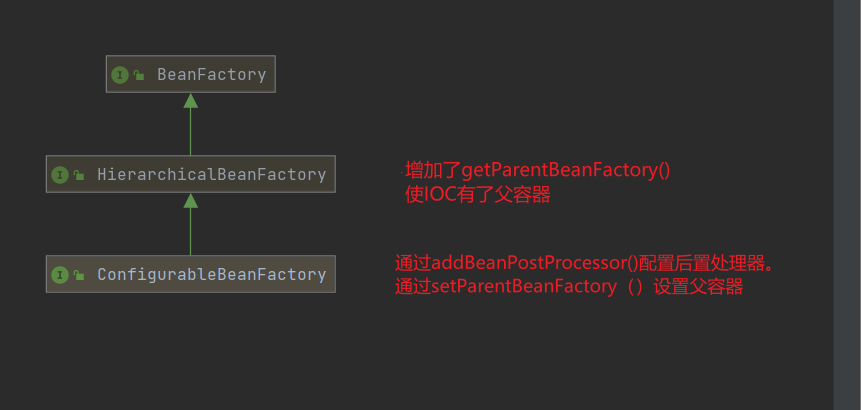 BeanFactory
HierarchicalBeanFactory
增加了getParentBeanFactory()
使IOC有了父容器
ConfigurableBeanFactory
通过addBeanPostProcessor()配置后置处理器。
通过setParentBeanFactory（）设置父容器